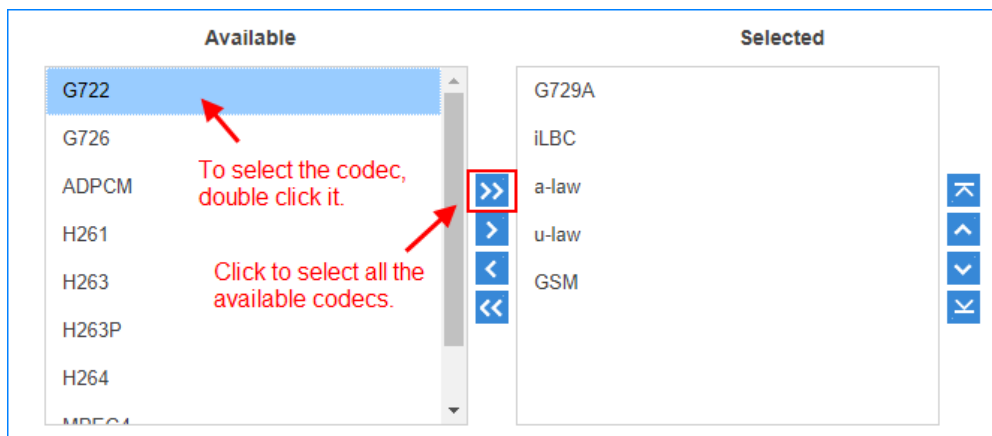 Available
Selected
G722
G726
ADPCM
H261
H263
H263P
H264
MPEG4
To select the codec,
double click it.
Click to select all the
available codecs.
G729A
iLBC
a-law
u-law
GSM